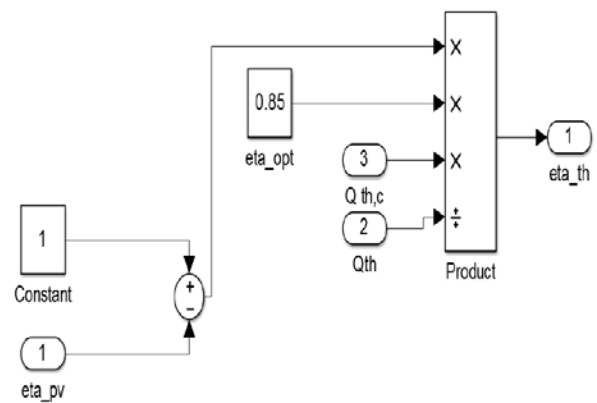 ×
0.85
×
eta_opt
3
×
1
eta_th
Q th,c
2
÷
Qth
Product
1
+
−
Constant
1
eta_pv